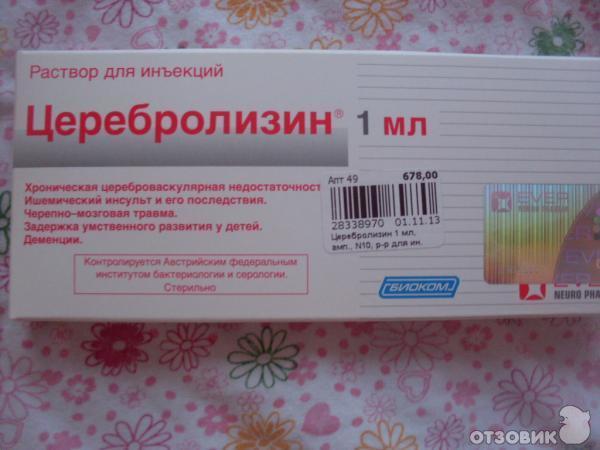 Раствор для инъекций
Церебролизин® 1 мл
Хроническая цереброваскулярная недостаточност
Ишемический инсульт и его последствия.
Черепно-мозговая травма.
Задержка умственного развития у детей.
Деменции.
Контролируется Австрийским федеральным
институтом бактериологии и серологии.
Стерильно
Апт 49 678,00
28338970 01.11.13
Церебролизин 1 мл,
амп., N10, р-р для ин.
БИОКОМ
EVER
NEURO PHA
ОТЗОВИК